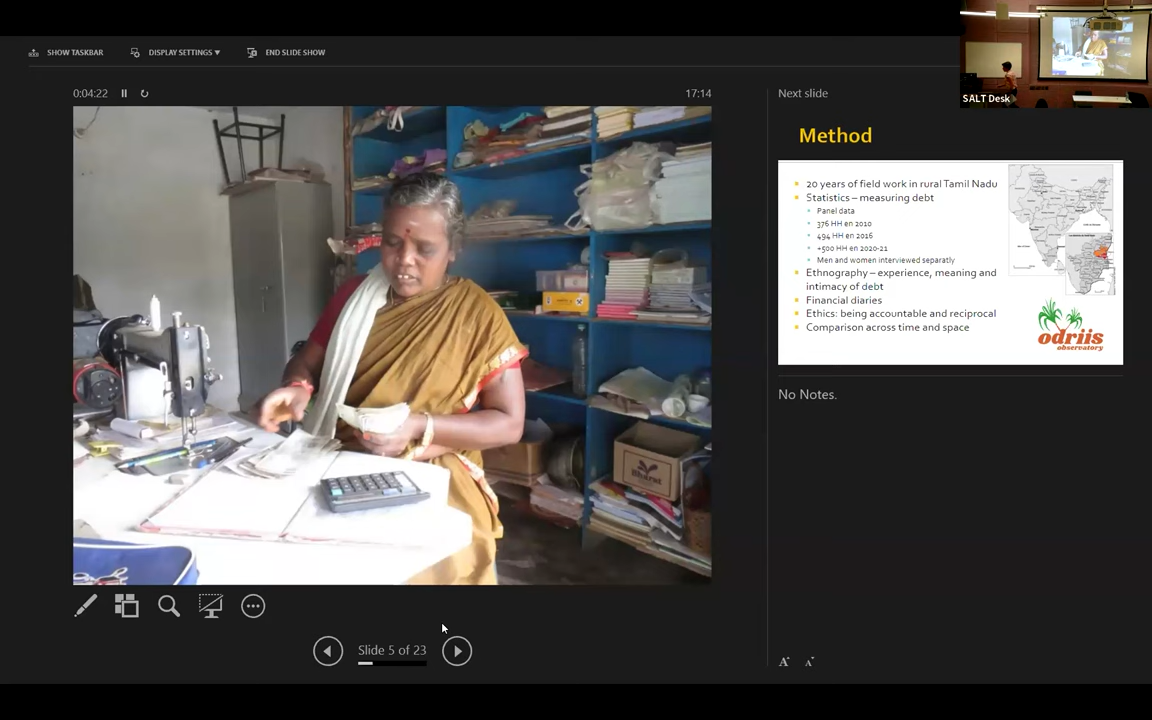 SHOW TASKBAR
DISPLAY SETTINGS ▼
END SLIDE SHOW
SALT Desk
0:04:22
17:14
Next slide
Method
20 years of field work in rural Tamil Nadu
Statistics – measuring debt
Panel data
376 HH en 2010
494 HH en 2016
+500 HH en 2020-21
Men and women interviewed separatly
Ethnography – experience, meaning and
intimacy of debt
Financial diaries
Ethics: being accountable and reciprocal
Comparison across time and space
odriis
observatory
Bharat
No Notes.
Slide 5 of 23
A
A